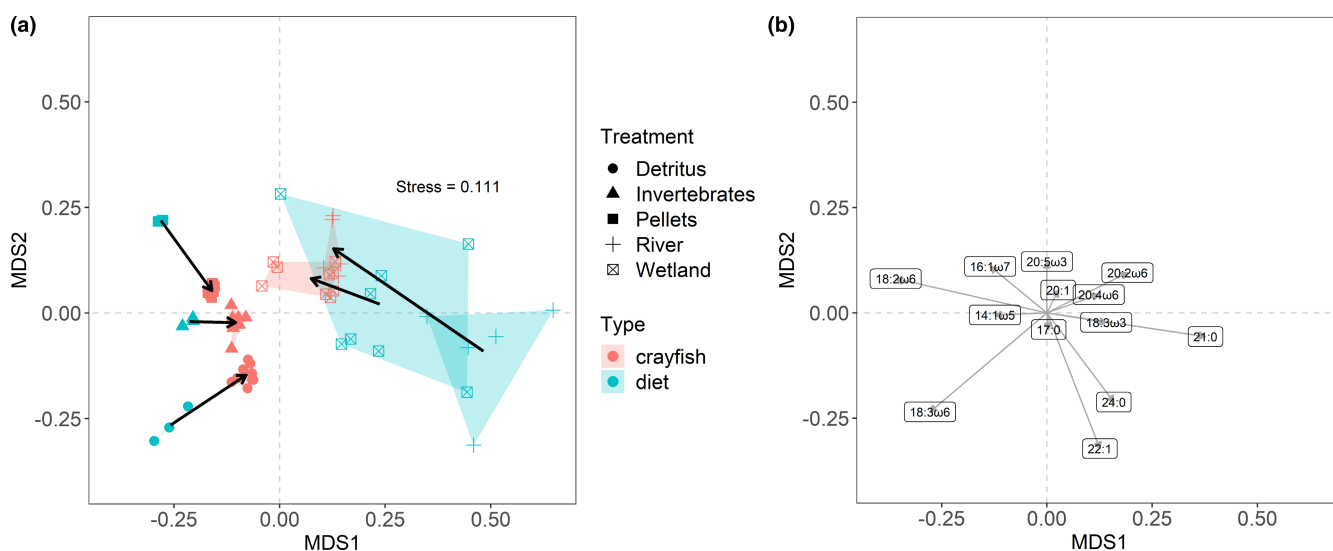 (a)
MDS2
0.50
0.25
0.00
-0.25
-0.25
0.00
0.25
0.50
MDS1
Stress = 0.111
Treatment
Detritus
Invertebrates
Pellets
River
Wetland
Type
crayfish
diet
(b)
MDS2
0.50
0.25
0.00
-0.25
-0.25
0.00
0.25
0.50
MDS1
18:2ω6
16:1ω7
20:5ω3
20:2ω6
20:1
20:4ω6
14:1ω5
17:0
18:3ω3
21:0
18:3ω6
24:0
22:1